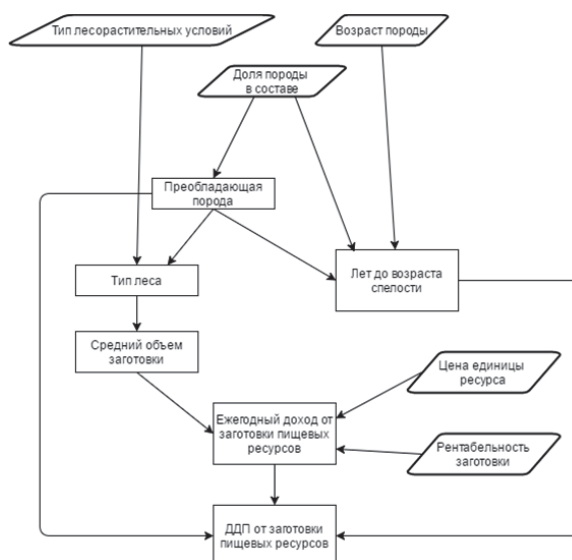 Тип лесорастительных условий
Возраст породы
Доля породы
в составе
Преобладающая
порода
Тип леса
Лет до возраста
спелости
Средний объем
заготовки
Цена единицы
ресурса
Ежегодный доход от
заготовки пищевых
ресурсов
Рентабельность
заготовки
ДДП от заготовки
пищевых ресурсов